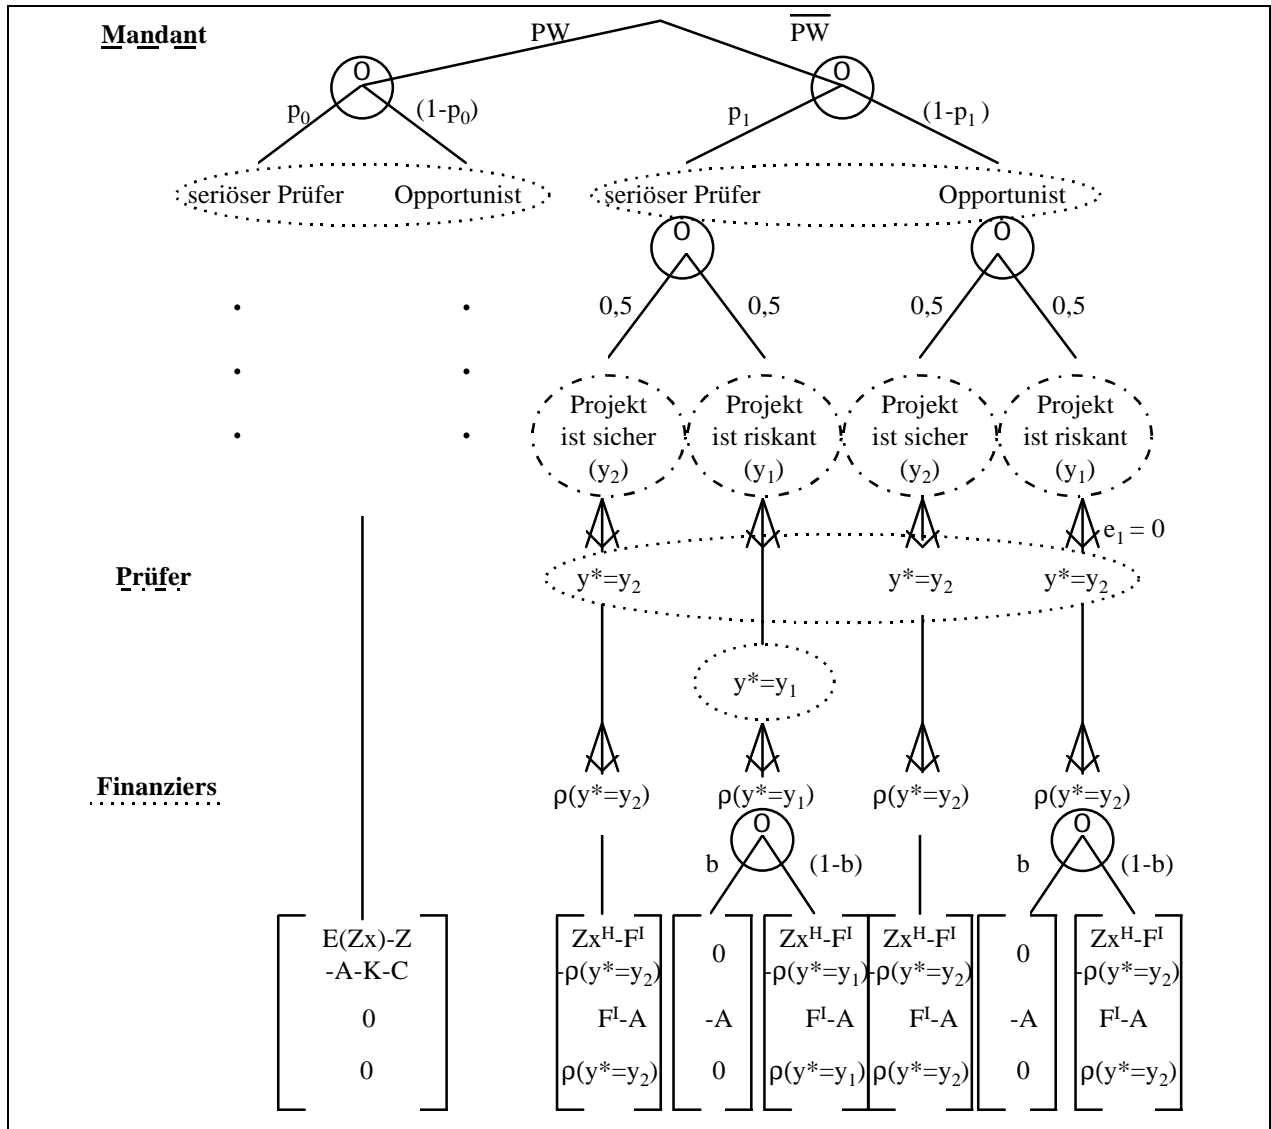 Mandant PW P̅W̅
O O
p₀ (1-p₀) p₁ (1-p₁)
seriöser Prüfer Opportunist seriöser Prüfer Opportunist
O O
0,5 0,5 0,5 0,5
Projekt Projekt Projekt Projekt
ist sicher ist riskant ist sicher ist riskant
(y₂) (y₁) (y₂) (y₁)
e₁ = 0
Prüfer y*=y₂ y*=y₂ y*=y₂
y*=y₁
Finanziers ρ(y*=y₂) ρ(y*=y₁) ρ(y*=y₂) ρ(y*=y₂)
O O
b (1-b) b (1-b)
E(Zx)-Z Zxᴴ-Fᴵ 0 Zxᴴ-Fᴵ Zxᴴ-Fᴵ 0 Zxᴴ-Fᴵ
-A-K-C -ρ(y*=y₂) -ρ(y*=y₁) -ρ(y*=y₂) -ρ(y*=y₂)
0 Fᴵ-A -A Fᴵ-A Fᴵ-A -A Fᴵ-A
0 ρ(y*=y₂) 0 ρ(y*=y₁) ρ(y*=y₂) 0 ρ(y*=y₂)